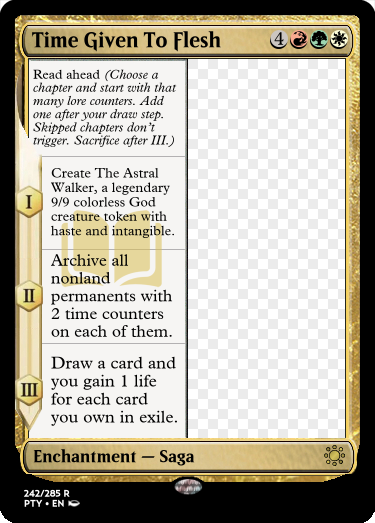 Time Given To Flesh 4
Read ahead (Choose a
chapter and start with that
many lore counters. Add
one after your draw step.
Skipped chapters don't
trigger. Sacrifice after III.)
I
Create The Astral
Walker, a legendary
9/9 colorless God
creature token with
haste and intangible.
II
Archive all
nonland
permanents with
2 time counters
on each of them.
III
Draw a card and
you gain 1 life
for each card
you own in exile.
Enchantment — Saga
242/285 R
PTY • EN